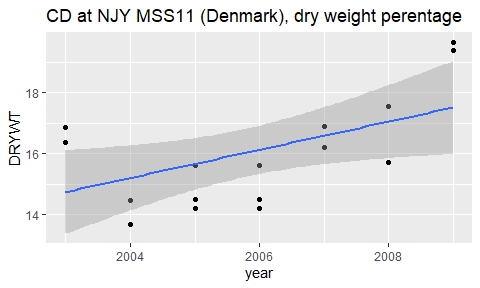 CD at NJY MSS11 (Denmark), dry weight perentage
DRYWT
18
16
14
2004 2006 2008
year